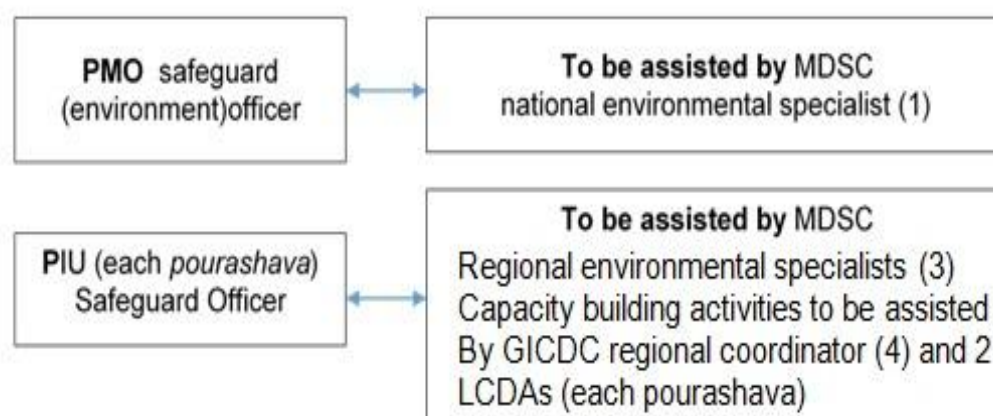 PMO safeguard
(environment)officer
To be assisted by MDSC
national environmental specialist (1)
PIU (each pourashava)
Safeguard Officer
To be assisted by MDSC
Regional environmental specialists (3)
Capacity building activities to be assisted
By GICDC regional coordinator (4) and 2
LCDAs (each pourashava)